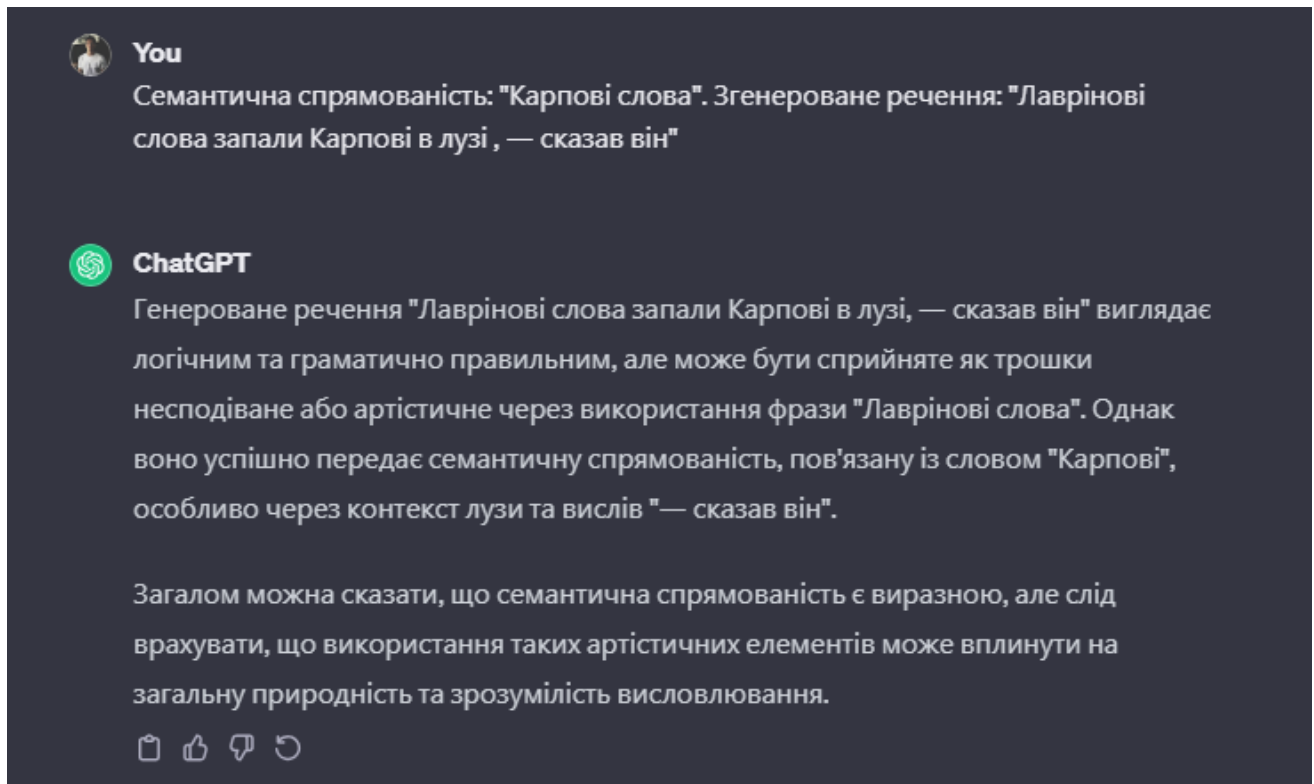 You
Семантична спрямованість: "Карпові слова". Згенероване речення: "Лаврінові
слова запали Карпові в лузі , — сказав він"
ChatGPT
Генероване речення "Лаврінові слова запали Карпові в лузі, — сказав він" виглядає
логічним та граматично правильним, але може бути сприйняте як трошки
несподіване або артістичне через використання фрази "Лаврінові слова". Однак
воно успішно передає семантичну спрямованість, пов'язану із словом "Карпові",
особливо через контекст лузи та вислів "— сказав він".
Загалом можна сказати, що семантична спрямованість є виразною, але слід
врахувати, що використання таких артістичних елементів може вплинути на
загальну природність та зрозумілість висловлювання.